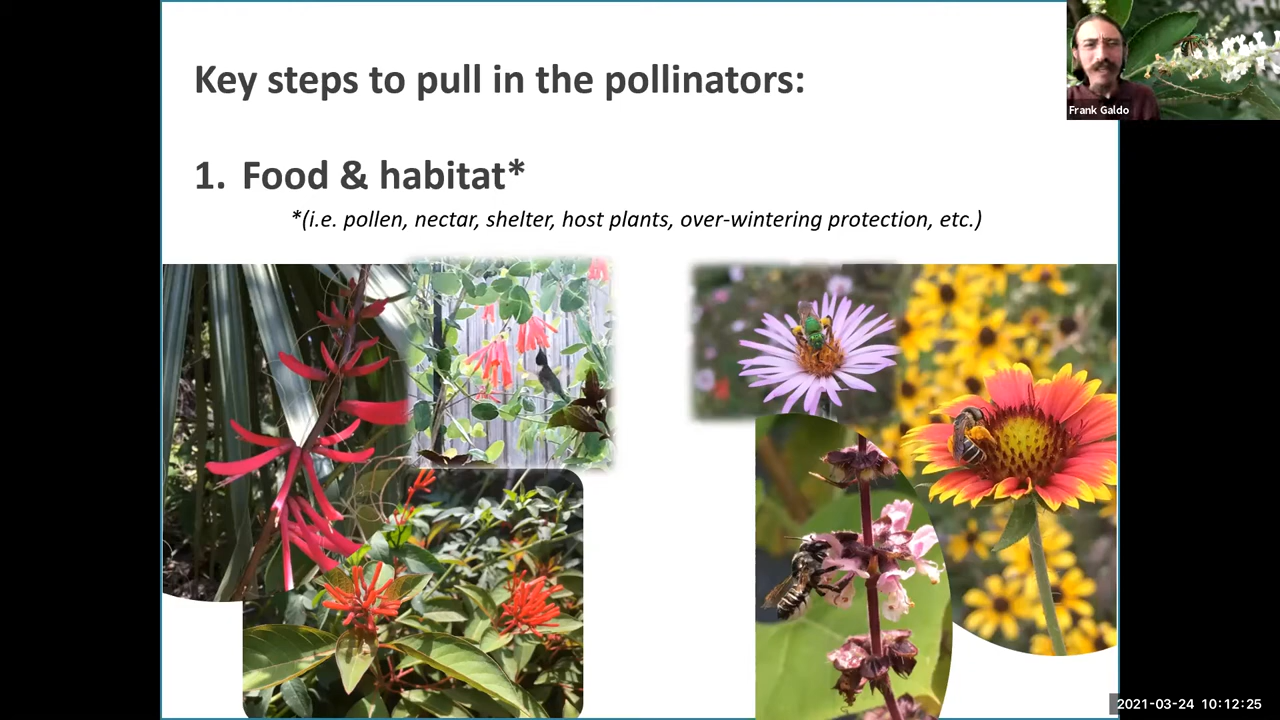 Key steps to pull in the pollinators:
1. Food & habitat*
*(i.e. pollen, nectar, shelter, host plants, over-wintering protection, etc.)
Frank Galdo
2021-03-24 10:12:25